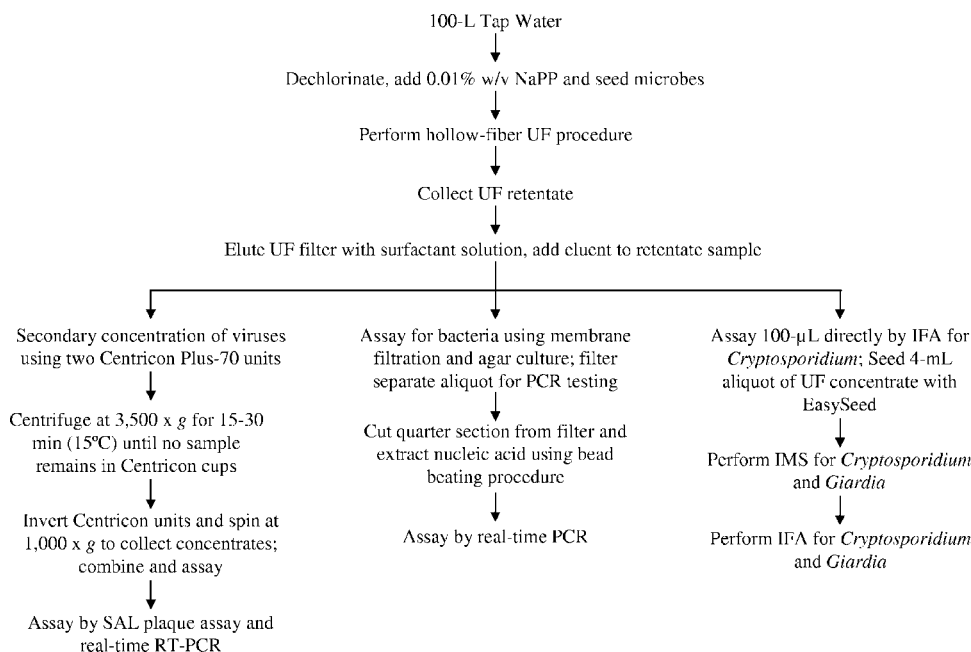 100-L Tap Water
Dechlorinate, add 0.01% w/v NaPP and seed microbes
Perform hollow-fiber UF procedure
Collect UF retentate
Elute UF filter with surfactant solution, add eluent to retentate sample
Secondary concentration of viruses
using two Centricon Plus-70 units
Centrifuge at 3,500 x g for 15-30
min (15ºC) until no sample
remains in Centricon cups
Invert Centricon units and spin at
1,000 x g to collect concentrates;
combine and assay
Assay by SAL plaque assay and
real-time RT-PCR
Assay for bacteria using membrane
filtration and agar culture; filter
separate aliquot for PCR testing
Cut quarter section from filter and
extract nucleic acid using bead
beating procedure
Assay by real-time PCR
Assay 100-µL directly by IFA for
Cryptosporidium; Seed 4-mL
aliquot of UF concentrate with
EasySeed
Perform IMS for Cryptosporidium
and Giardia
Perform IFA for Cryptosporidium
and Giardia